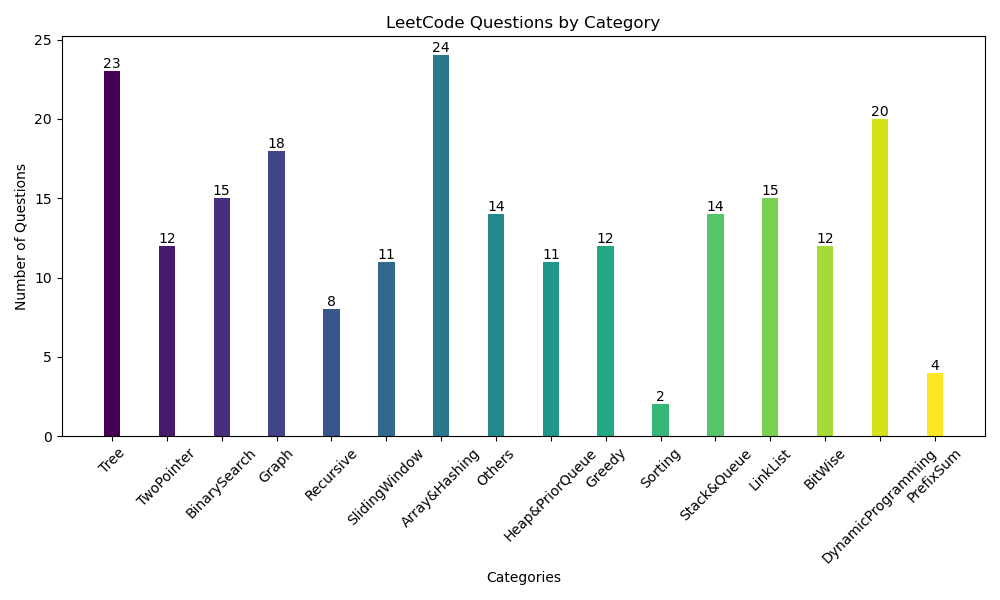 LeetCode Questions by Category
Number of Questions
25
20
15
10
5
0
23
12
15
18
8
11
24
14
11
12
2
14
15
12
20
4
Tree
TwoPointer
BinarySearch
Graph
Recursive
SlidingWindow
Array&Hashing
Others
Heap&PriorQueue
Greedy
Sorting
Stack&Queue
LinkList
BitWise
DynamicProgramming
PrefixSum
Categories